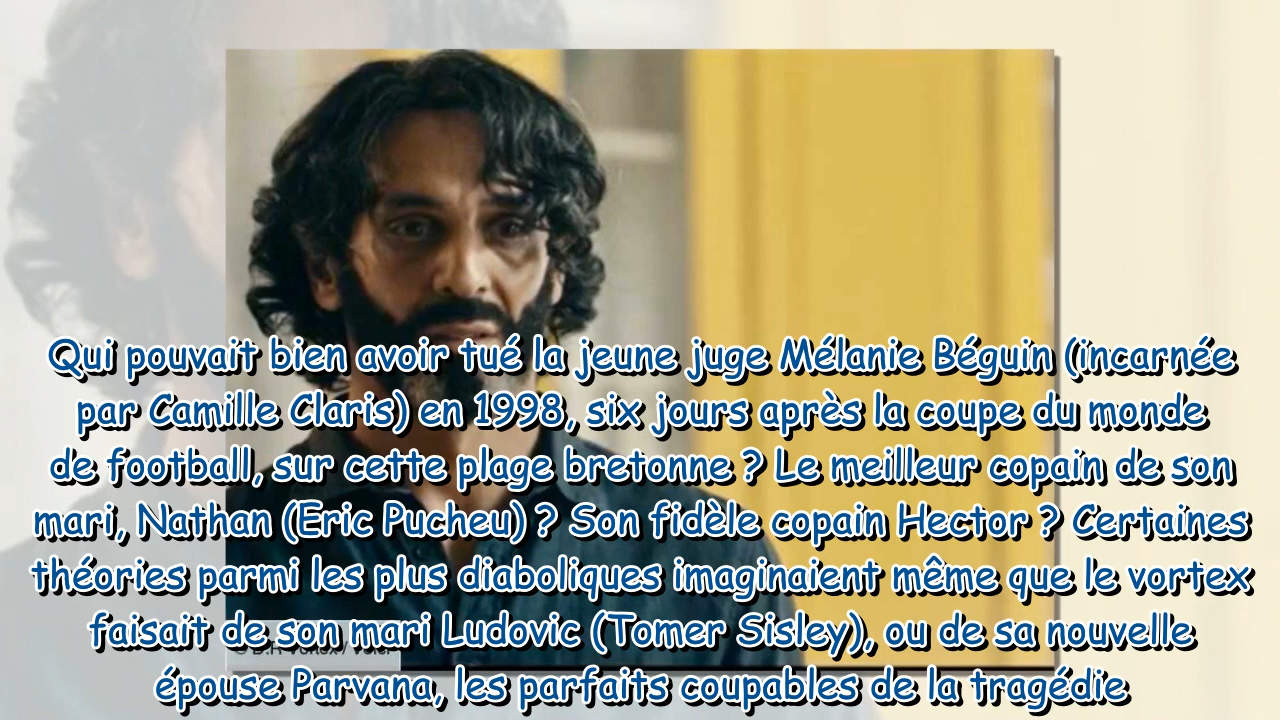 Qui pouvait bien avoir tué la jeune juge Mélanie Béguin (incarnée
par Camille Claris) en 1998, six jours après la coupe du monde
de football, sur cette plage bretonne ? Le meilleur copain de son
mari, Nathan (Eric Pucheu) ? Son fidèle copain Hector ? Certaines
théories parmi les plus diaboliques imaginaient même que le vortex
faisait de son mari Ludovic (Tomer Sisley), ou de sa nouvelle
épouse Parvana, les parfaits coupables de la tragédie